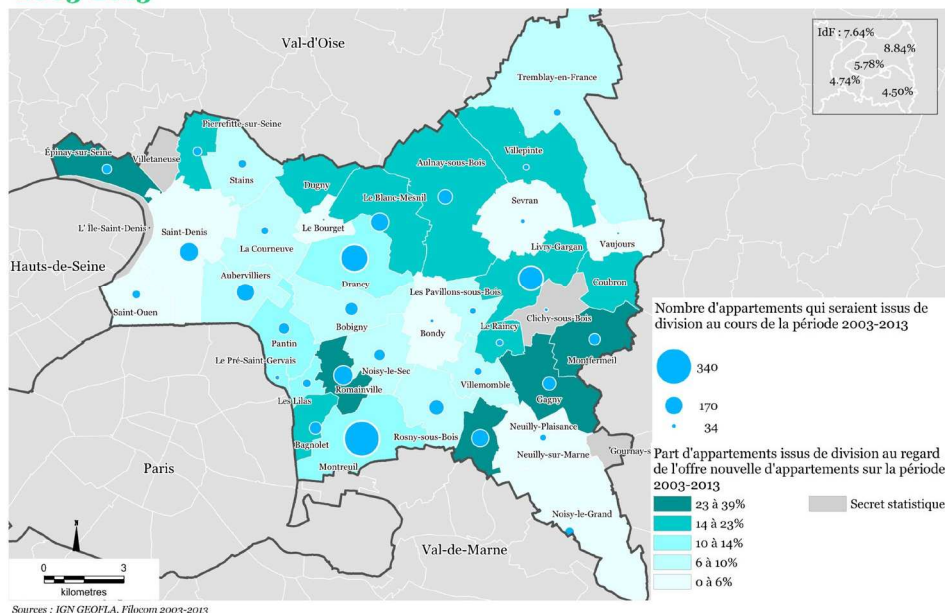 Val-d'Oise
IdF : 7.64%
8.84%
5.78%
4.74%
4.50%
Tremblay-en-France
Pierrefitte-sur-Seine
Épinay-sur-Seine
Villetaneuse
Stains
Dugny
Aulnay-sous-Bois
Villepinte
Le Blanc-Mesnil
Sevran
L' Île-Saint-Denis
Saint-Denis
Le Bourget
Vaujours
La Courneuve
Livry-Gargan
Hauts-de-Seine
Aubervilliers
Drancy
Coubron
Saint-Ouen
Les Pavillons-sous-Bois
Bobigny
Bondy
Le Raincy
Clichy-sous-Bois
Pantin
Le Pré-Saint-Gervais
Noisy-le-Sec
Montfermeil
Romainville
Villemomble
Gagny
Les Lilas
Bagnolet
Rosny-sous-Bois
Neuilly-Plaisance
Montreuil
Neuilly-sur-Marne
Gournay-s
Paris
Noisy-le-Grand
Val-de-Marne
Nombre d'appartements qui seraient issus de
division au cours de la période 2003-2013
340
170
34
Part d'appartements issus de division au regard
de l'offre nouvelle d'appartements sur la période
2003-2013
23 à 39%
Secret statistique
14 à 23%
10 à 14%
6 à 10%
0 à 6%
N
0 3
kilometres
Sources : IGN GEOFLA, Filocom 2003-2013